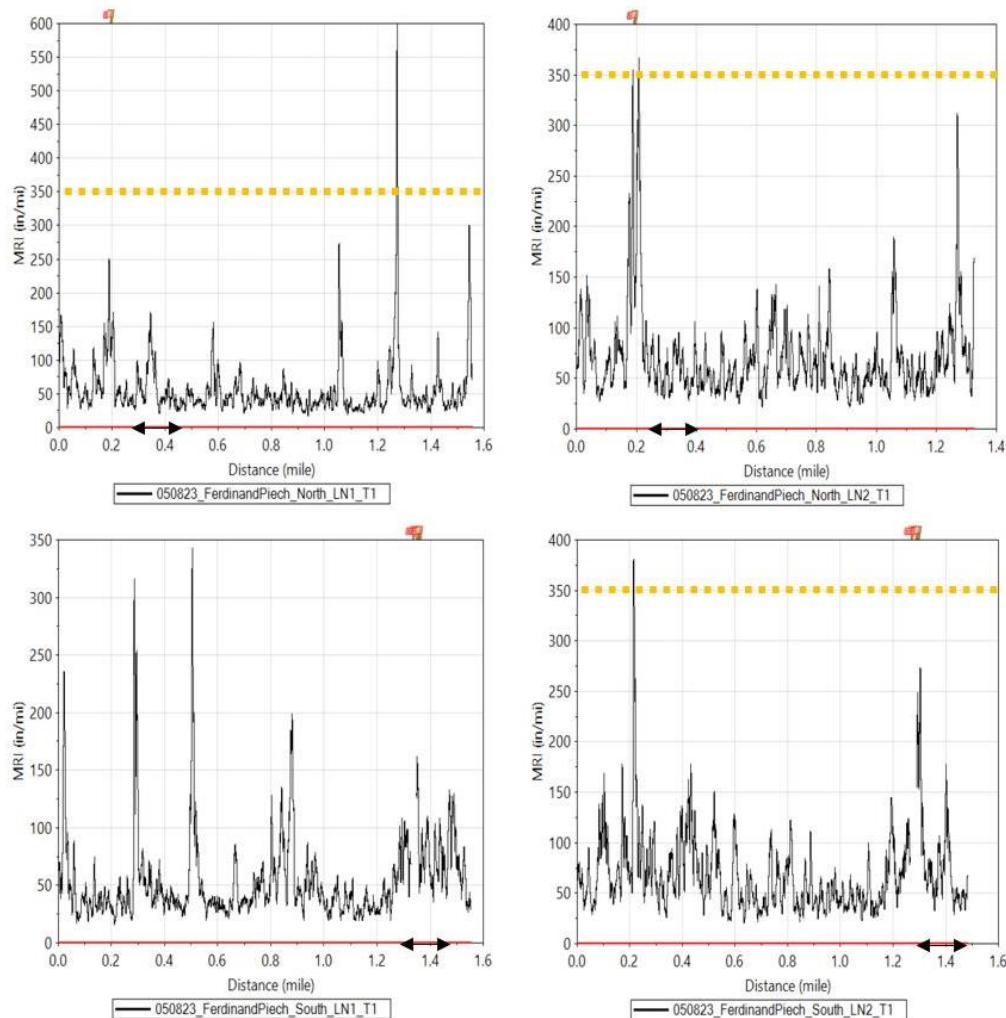 600
550
500
450
400
350
300
250
200
150
100
50
0
MRI (in/mi)
0.0 0.2 0.4 0.6 0.8 1.0 1.2 1.4 1.6
Distance (mile)
050823_FerdinandPiech_North_LN1_T1
400
350
300
250
200
150
100
50
0
MRI (in/mi)
0.0 0.2 0.4 0.6 0.8 1.0 1.2 1.4
Distance (mile)
050823_FerdinandPiech_North_LN2_T1
350
300
250
200
150
100
50
0
MRI (in/mi)
0.0 0.2 0.4 0.6 0.8 1.0 1.2 1.4 1.6
Distance (mile)
050823_FerdinandPiech_South_LN1_T1
400
350
300
250
200
150
100
50
0
MRI (in/mi)
0.0 0.2 0.4 0.6 0.8 1.0 1.2 1.4 1.6
Distance (mile)
050823_FerdinandPiech_South_LN2_T1